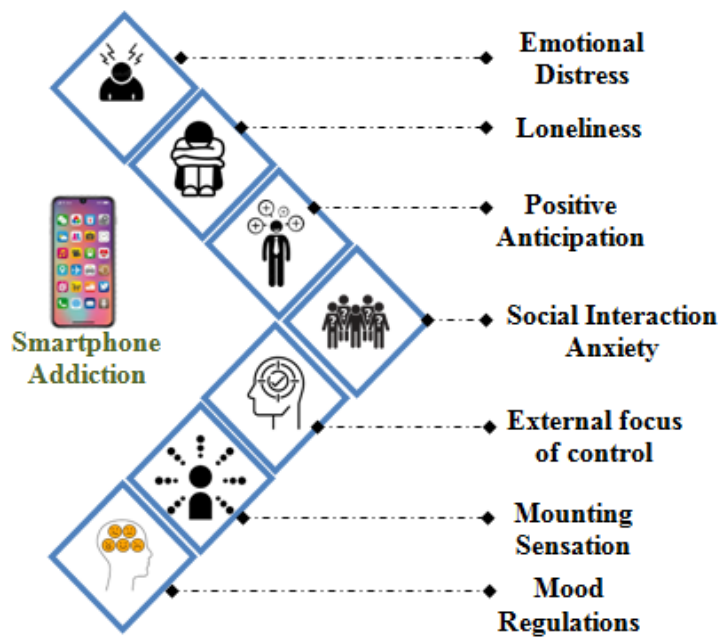 Emotional
Distress
Loneliness
Positive
Anticipation
Smartphone
Addiction
Social Interaction
Anxiety
External focus
of control
Mounting
Sensation
Mood
Regulations